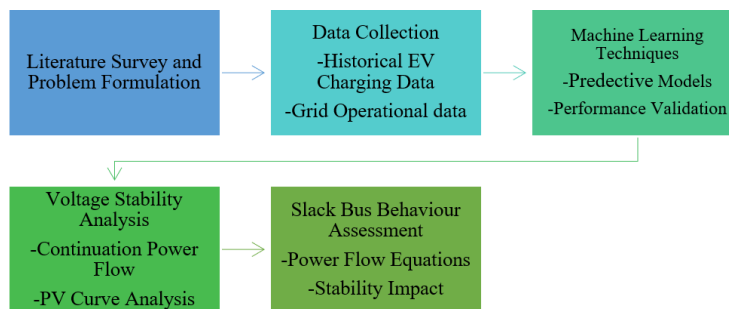 Literature Survey and
Problem Formulation
Data Collection
-Historical EV
Charging Data
-Grid Operational data
Machine Learning
Techniques
-Predective Models
-Performance Validation
Voltage Stability
Analysis
-Continuation Power
Flow
-PV Curve Analysis
Slack Bus Behaviour
Assessment
-Power Flow Equations
-Stability Impact